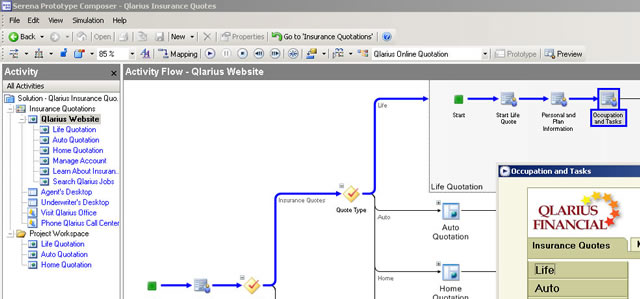 Serena Prototype Composer - Qlarius Insurance Quotes
File Edit View Simulation Help
Back New Properties Go to 'Insurance Quotations'
85 % Mapping Qlarius Online Quotation Prototype Preview
Activity
All Activities
Solution - Qlarius Insurance Quo...
Insurance Quotations
Qlarius Website
Life Quotation
Auto Quotation
Home Quotation
Manage Account
Learn About Insuran...
Search Qlarius Jobs
Agent's Desktop
Underwriter's Desktop
Visit Qlarius Office
Phone Qlarius Call Center
Project Workspace
Life Quotation
Auto Quotation
Home Quotation
Activity Flow - Qlarius Website
Life
Start
Start Life
Quote
Personal and
Plan
Information
Occupation
and Tasks
Life Quotation
Insurance Quotes
Quote Type
Auto
Auto
Quotation
Home
Home
Quotation
Occupation and Tasks
QLARIUS
FINANCIAL
Insurance Quotes
Life
Auto